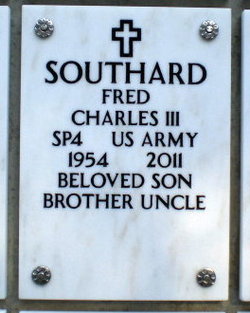 SOUTHARD
FRED
CHARLES III
SP4 US ARMY
1954 2011
BELOVED SON
BROTHER UNCLE